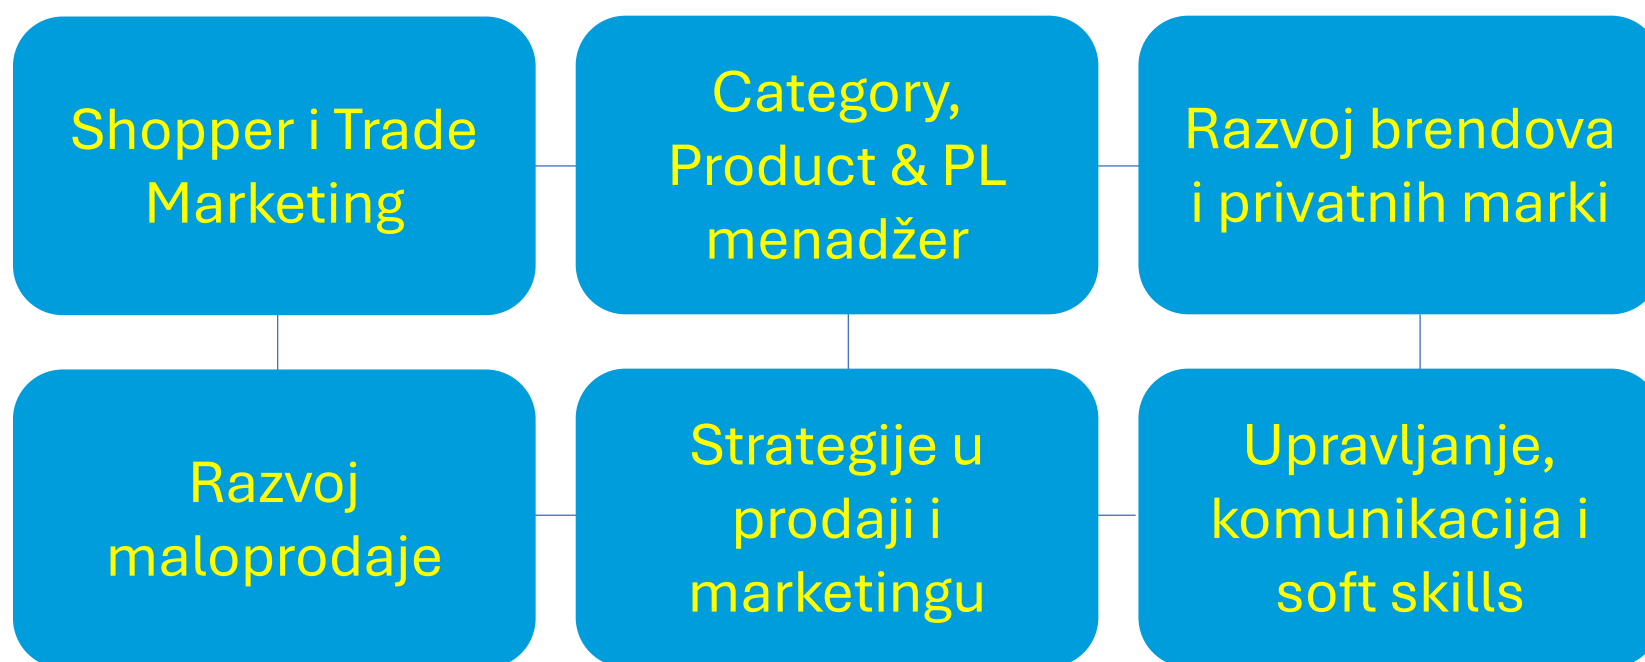 Shopper i Trade
Marketing
Category,
Product & PL
menadžer
Razvoj brendova
i privatnih marki
Razvoj
maloprodaje
Strategije u
prodaji i
marketingu
Upravljanje,
komunikacija i
soft skills